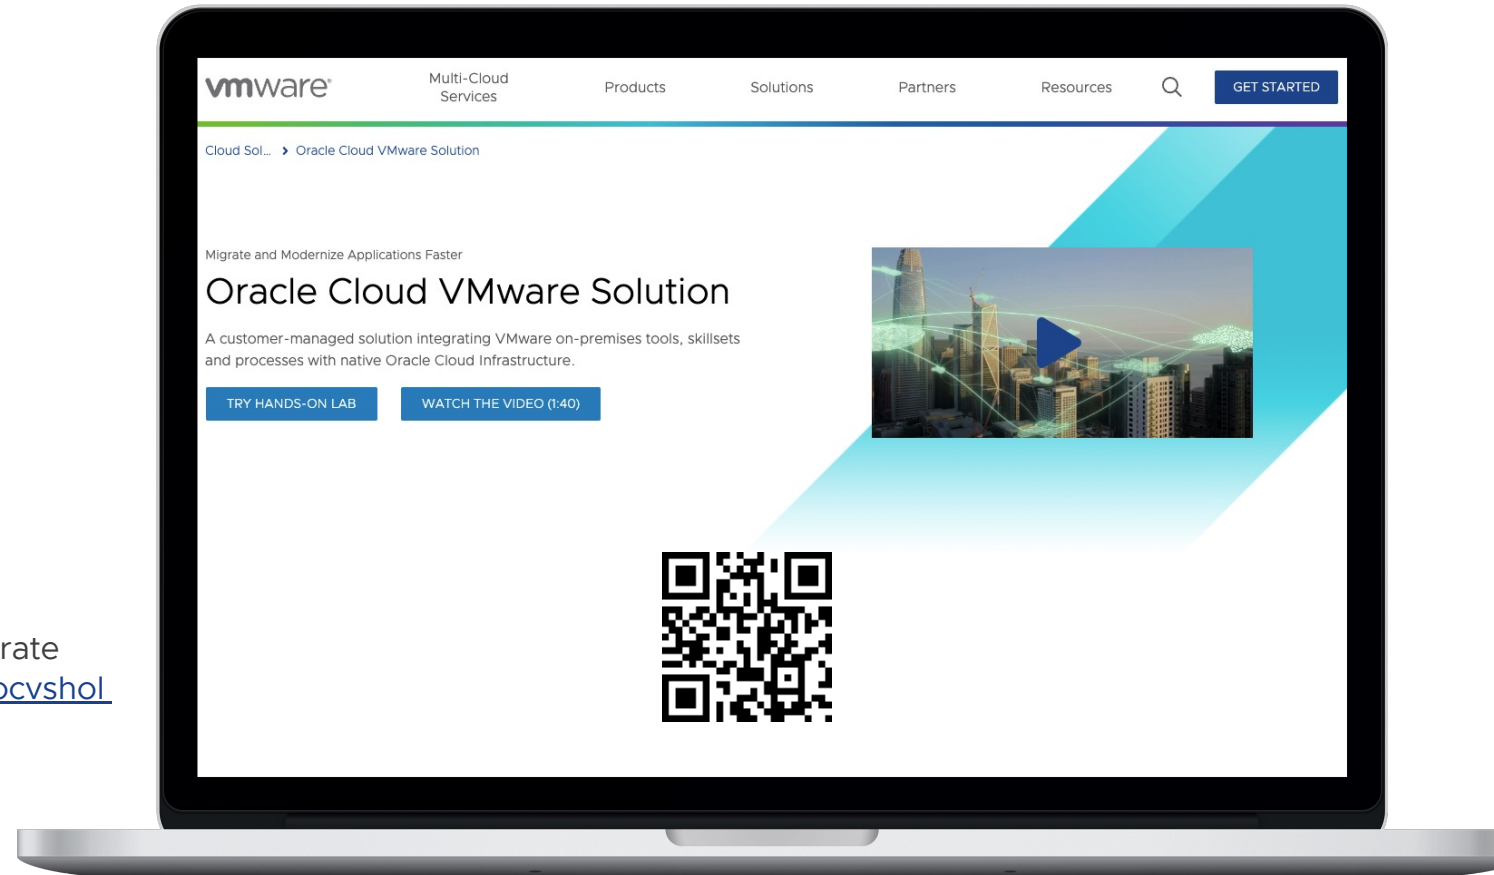 vmware®
Multi-Cloud
Services
Products
Solutions
Partners
Resources
GET STARTED
Cloud Sol... > Oracle Cloud VMware Solution
Migrate and Modernize Applications Faster
Oracle Cloud VMware Solution
A customer-managed solution integrating VMware on-premises tools, skillsets
and processes with native Oracle Cloud Infrastructure.
TRY HANDS-ON LAB
WATCH THE VIDEO (1:40)
rate
ocvshol